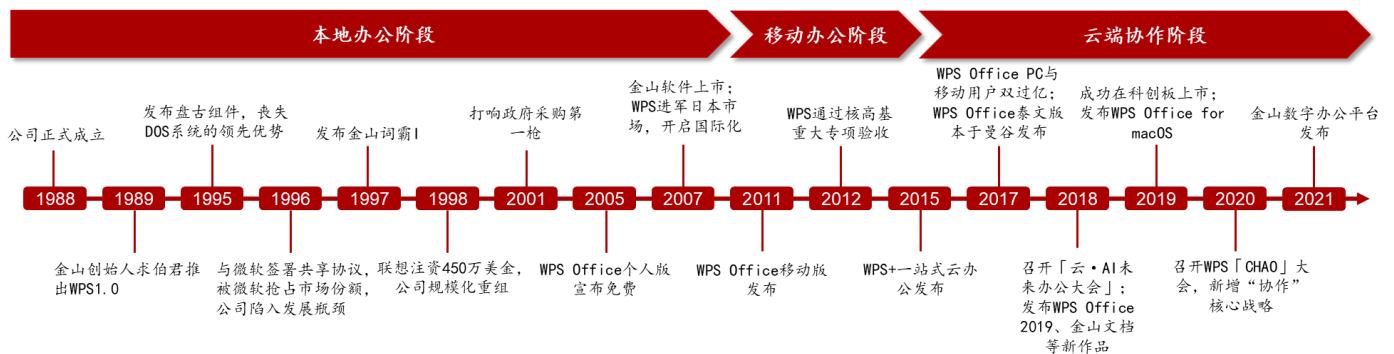 本地办公阶段
移动办公阶段
云端协作阶段
公司正式成立
发布盘古组件，丧失
DOS系统的领先优势
发布金山词霸I
打响政府采购第
一枪
金山软件上市；
WPS进军日本市
场，开启国际化
WPS通过核高基
重大专项验收
WPS Office PC与
移动用户双过亿；
WPS Office泰文版
本于曼谷发布
成功在科创板上市；
发布WPS Office for
macOS
金山数字办公平台
发布
1988
1989
1995
1996
1997
1998
2001
2005
2007
2011
2012
2015
2017
2018
2019
2020
2021
金山创始人求伯君推
出WPS1.0
与微软签署共享协议，
被微软抢占市场份额，
公司陷入发展瓶颈
联想注资450万美金，
公司规模化重组
WPS Office个人版
宣布免费
WPS Office移动版
发布
WPS+一站式云办
公发布
召开「云·AI未
来办公大会」；
发布WPS Office
2019、金山文档
等新作品
召开WPS「CHAO」大
会，新增“协作”
核心战略